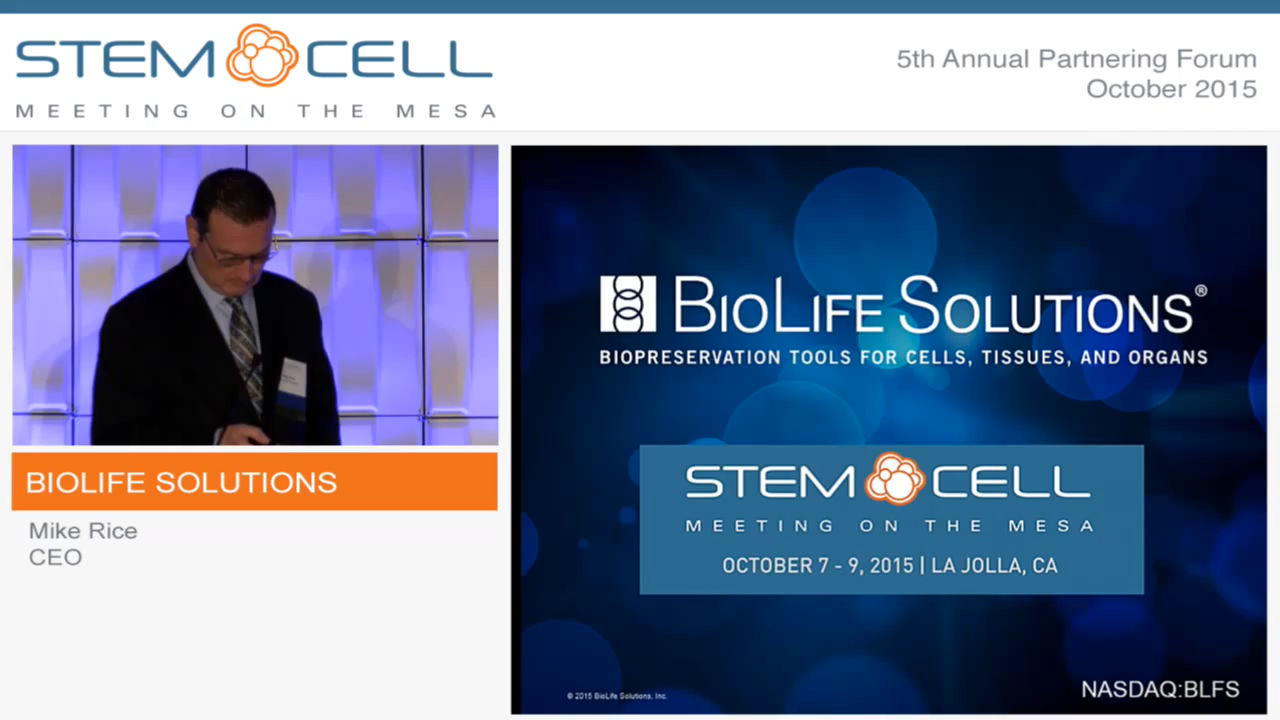 STEM CELL
MEETING ON THE MESA
5th Annual Partnering Forum
October 2015
BIOLIFE SOLUTIONS
Mike Rice
CEO
BIOLIFE SOLUTIONS®
BIOPRESERVATION TOOLS FOR CELLS, TISSUES, AND ORGANS
STEM CELL
MEETING ON THE MESA
OCTOBER 7 - 9, 2015 | LA JOLLA, CA
© 2015 BioLife Solutions, Inc.
NASDAQ:BLFS